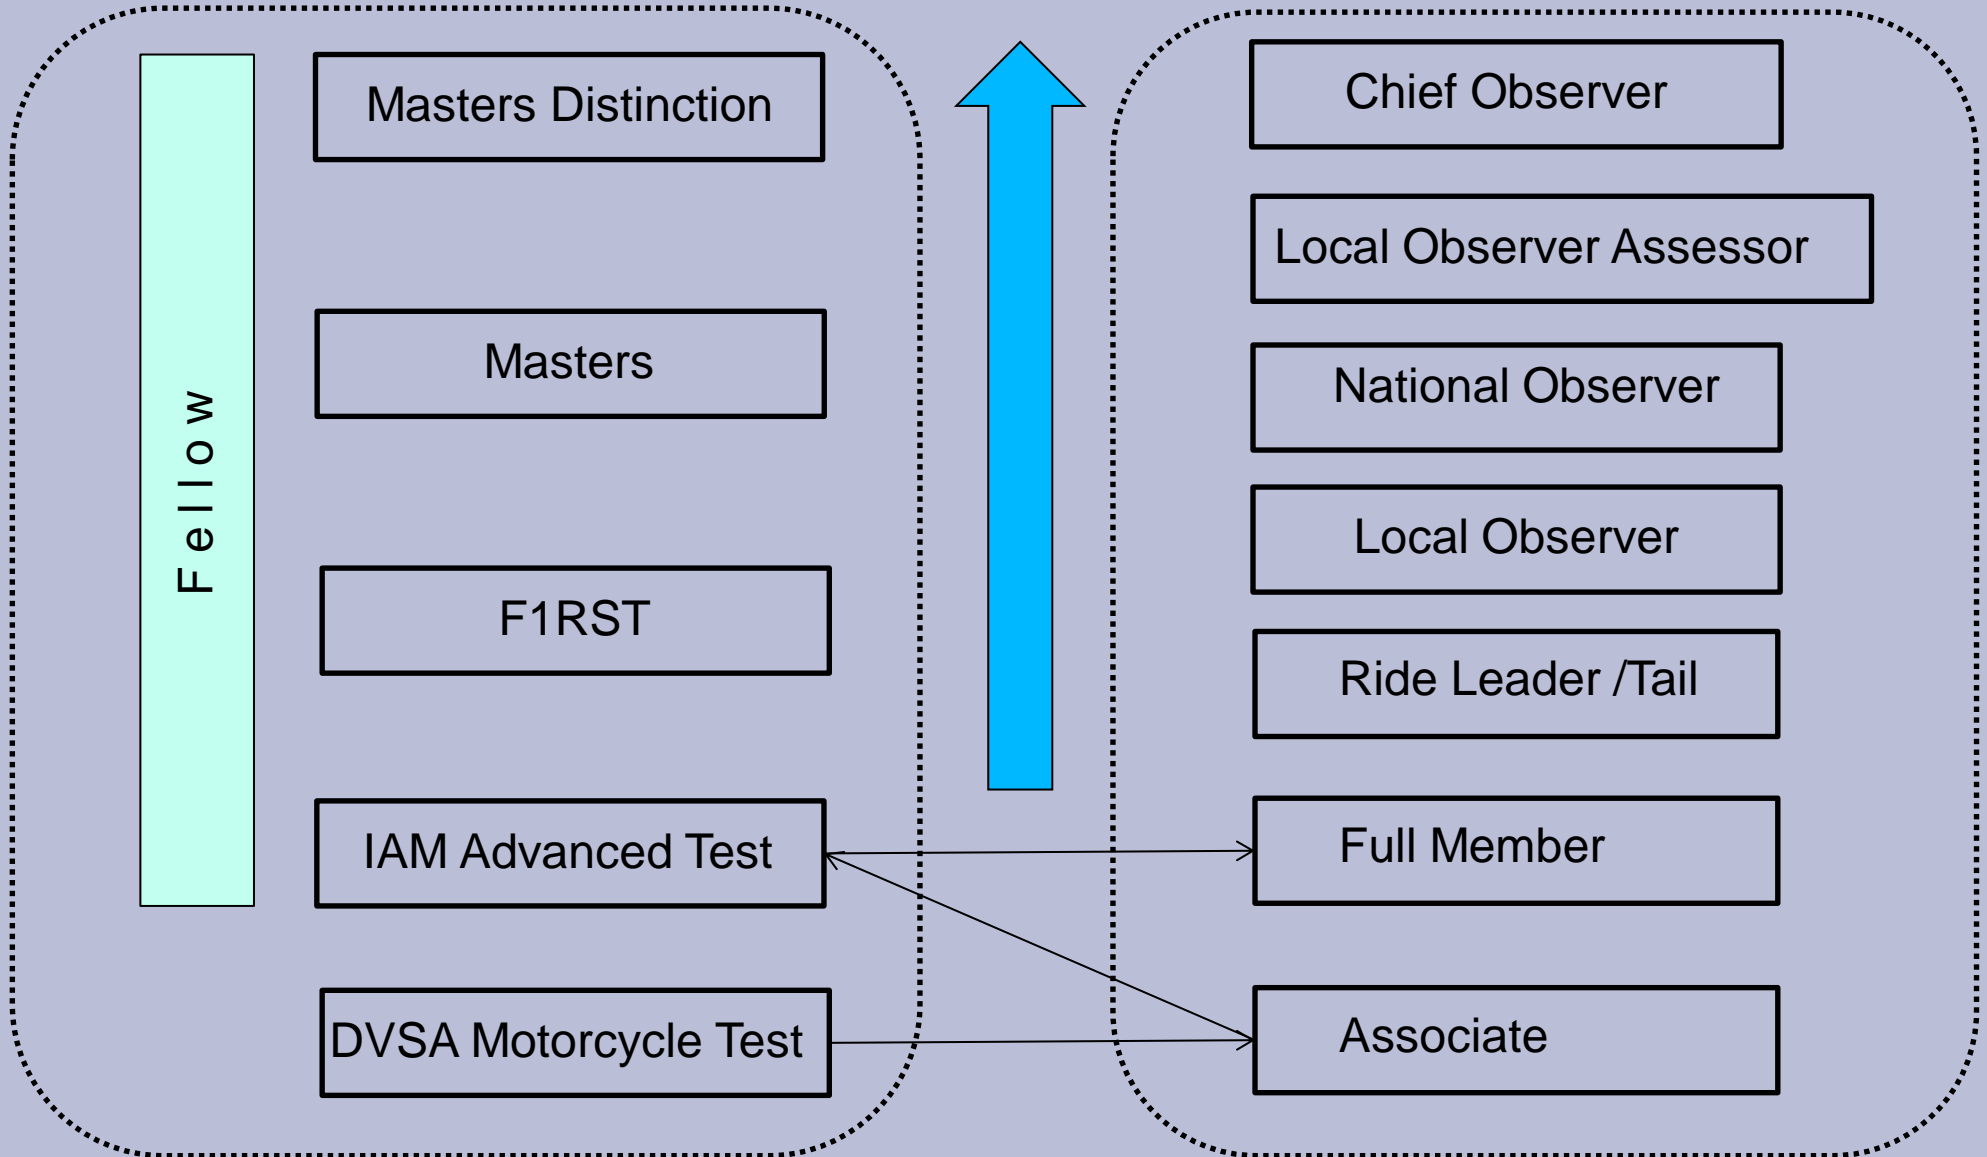 Fellow
Masters Distinction
Masters
F1RST
IAM Advanced Test
DVSA Motorcycle Test
Chief Observer
Local Observer Assessor
National Observer
Local Observer
Ride Leader /Tail
Full Member
Associate